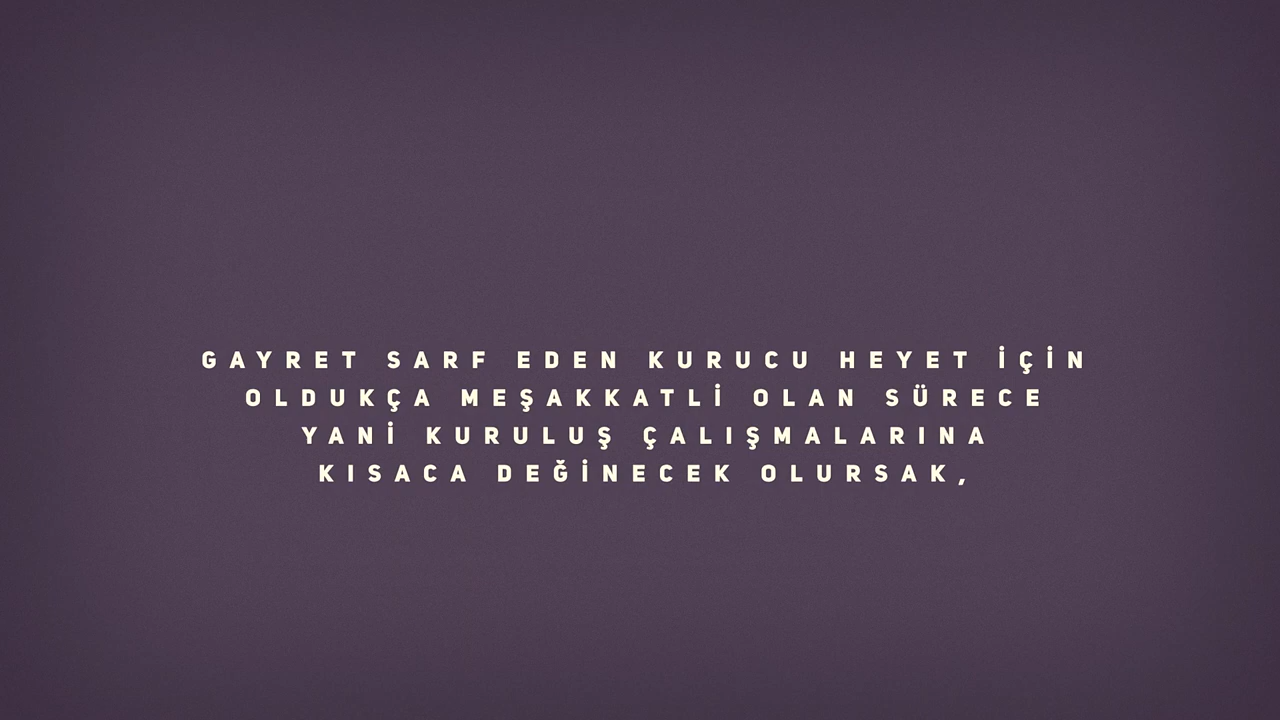 GAYRET SARF EDEN KURUCU HEYET İÇİN
OLDUKÇA MEŞAKKATLİ OLAN SÜRECE
YANİ KURULUŞ ÇALIŞMALARINA
KISACA DEĞİNECEK OLURSAK,